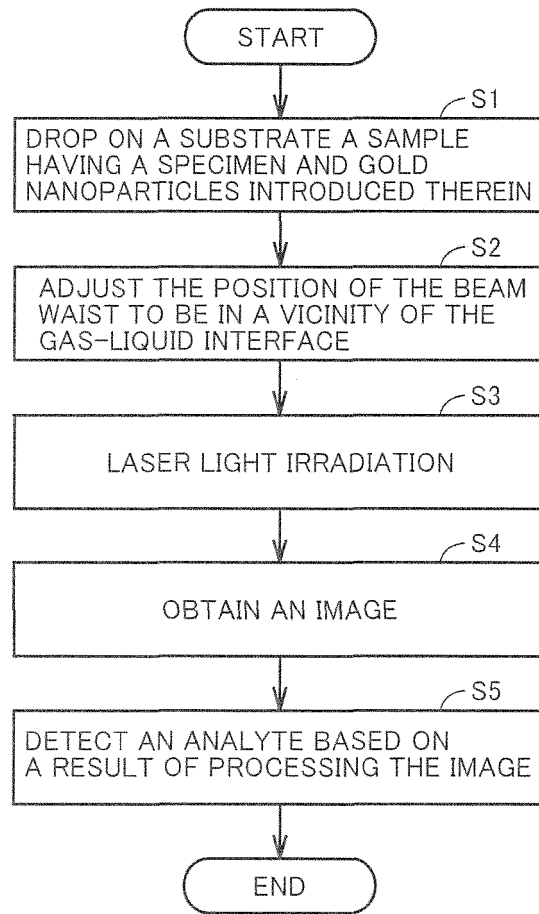 START
S1
DROP ON A SUBSTRATE A SAMPLE
HAVING A SPECIMEN AND GOLD
NANOPARTICLES INTRODUCED THEREIN
S2
ADJUST THE POSITION OF THE BEAM
WAIST TO BE IN A VICINITY OF THE
GAS-LIQUID INTERFACE
S3
LASER LIGHT IRRADIATION
S4
OBTAIN AN IMAGE
S5
DETECT AN ANALYTE BASED ON
A RESULT OF PROCESSING THE IMAGE
END